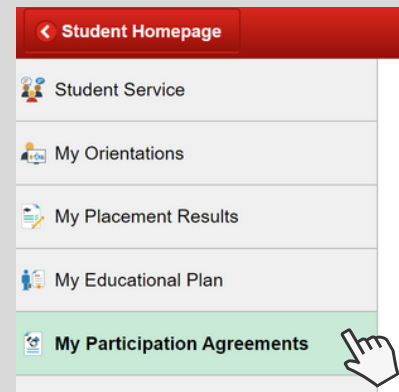 Student Homepage
Student Service
My Orientations
My Placement Results
My Educational Plan
My Participation Agreements